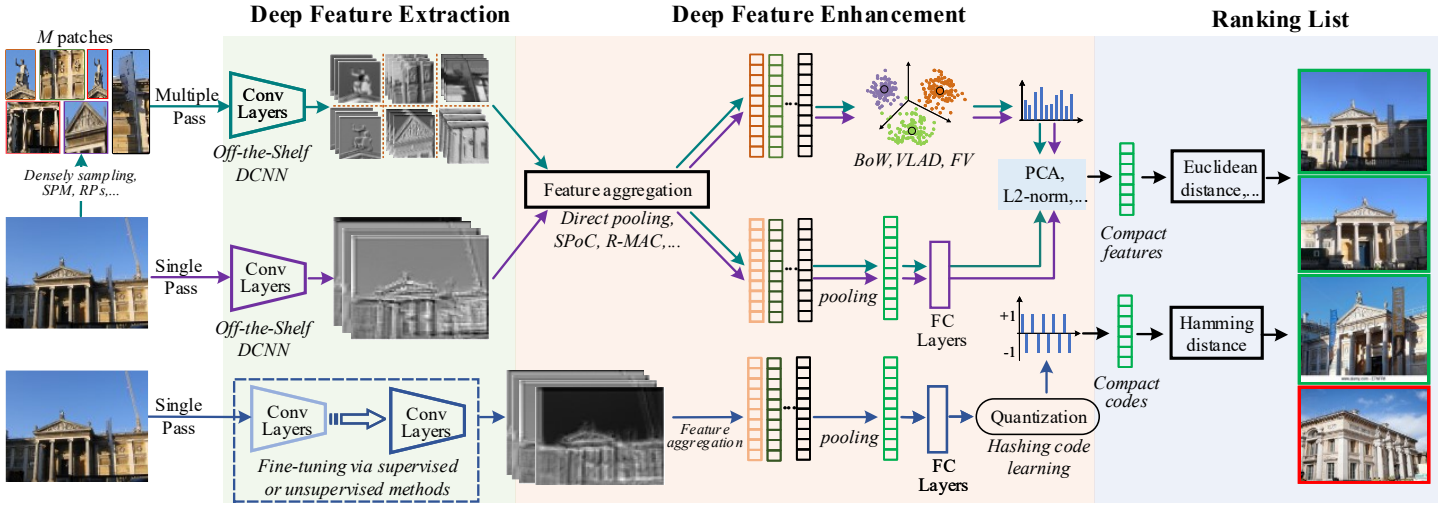 Deep Feature Extraction
Deep Feature Enhancement
Ranking List
M patches
Multiple
Pass
Conv
Layers
Off-the-Shelf
DCNN
Densely sampling,
SPM, RPs,...
Single
Pass
Conv
Layers
Off-the-Shelf
DCNN
Feature aggregation
Direct pooling,
SPoC, R-MAC,...
...
BoW, VLAD, FV
...
pooling
FC
Layers
PCA,
L2-norm,...
Compact
features
Euclidean
distance,...
Single
Pass
Conv
Layers
Conv
Layers
Fine-tuning via supervised
or unsupervised methods
Feature
aggregation
...
pooling
FC
Layers
Quantization
Hashing code
learning
+1
-1
Compact
codes
Hamming
distance